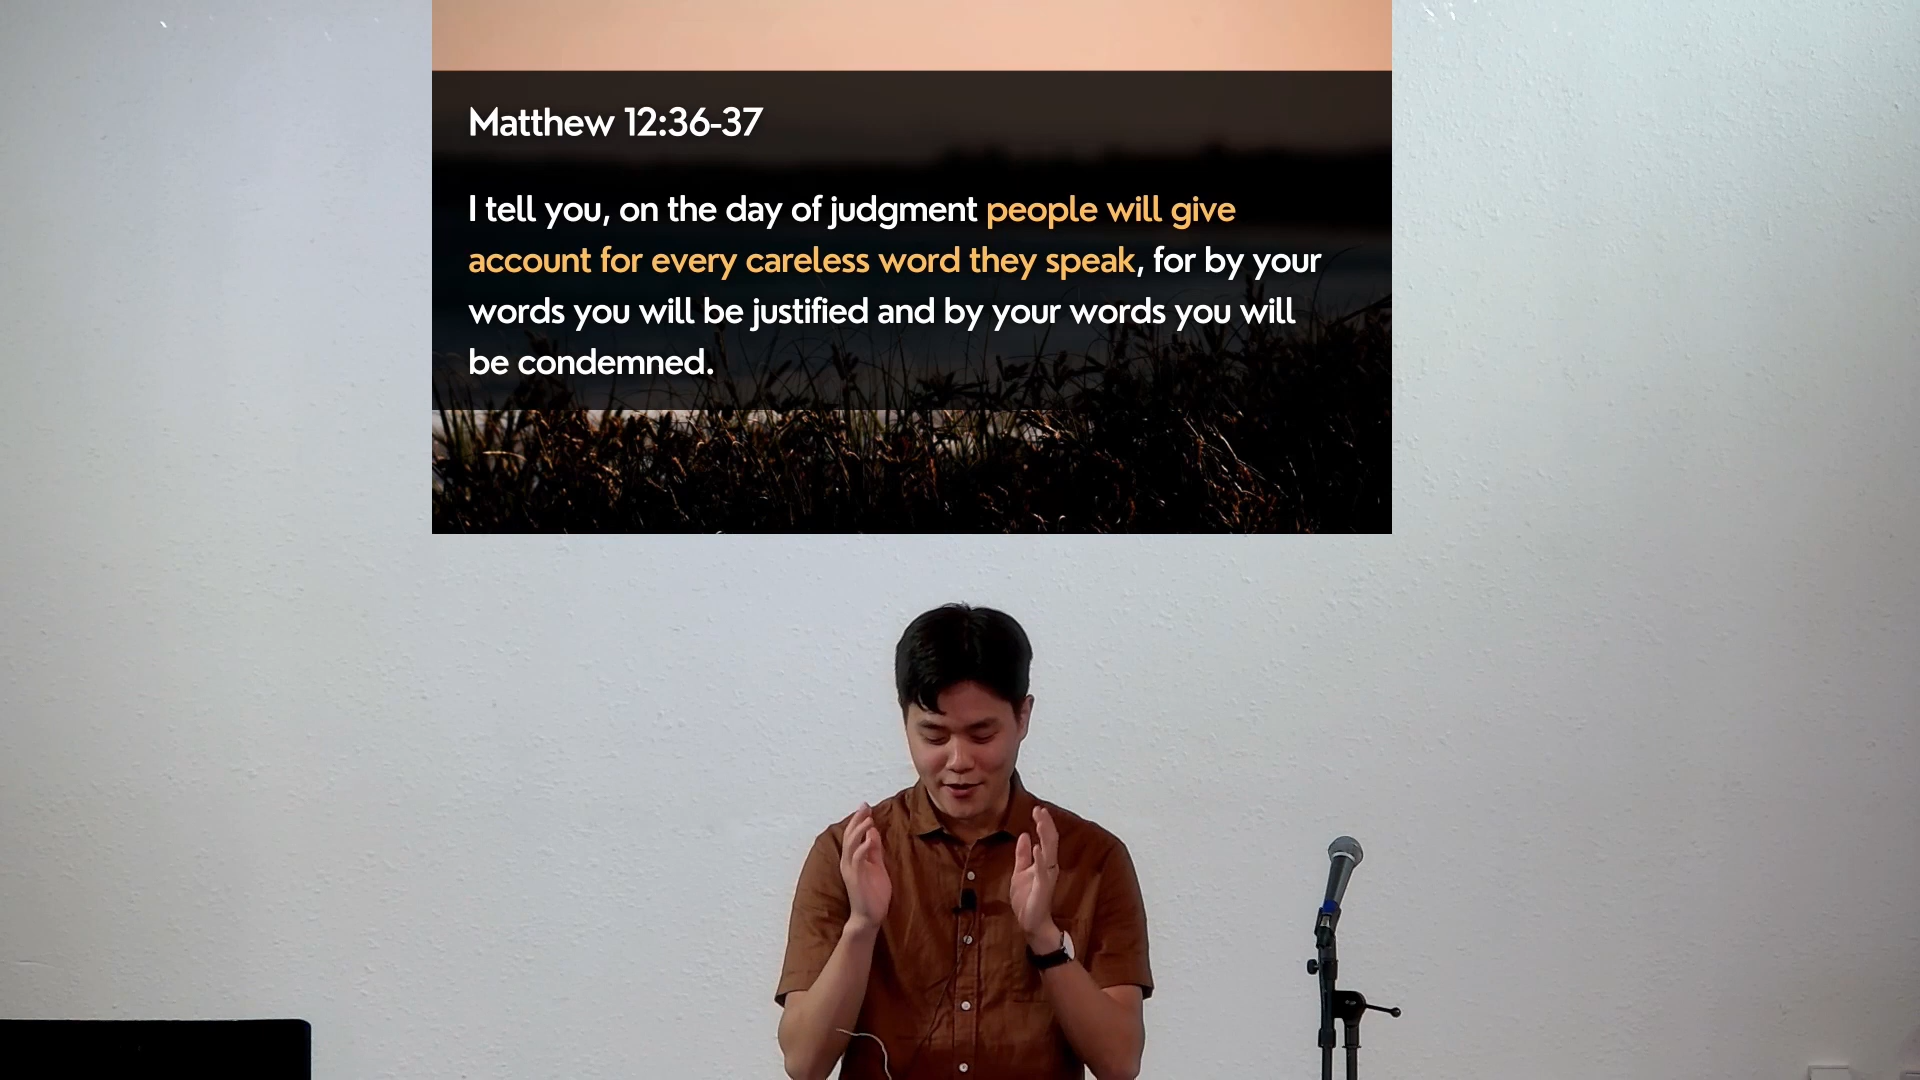 Matthew 12:36-37
I tell you, on the day of judgment people will give
account for every careless word they speak, for by your
words you will be justified and by your words you will
be condemned.